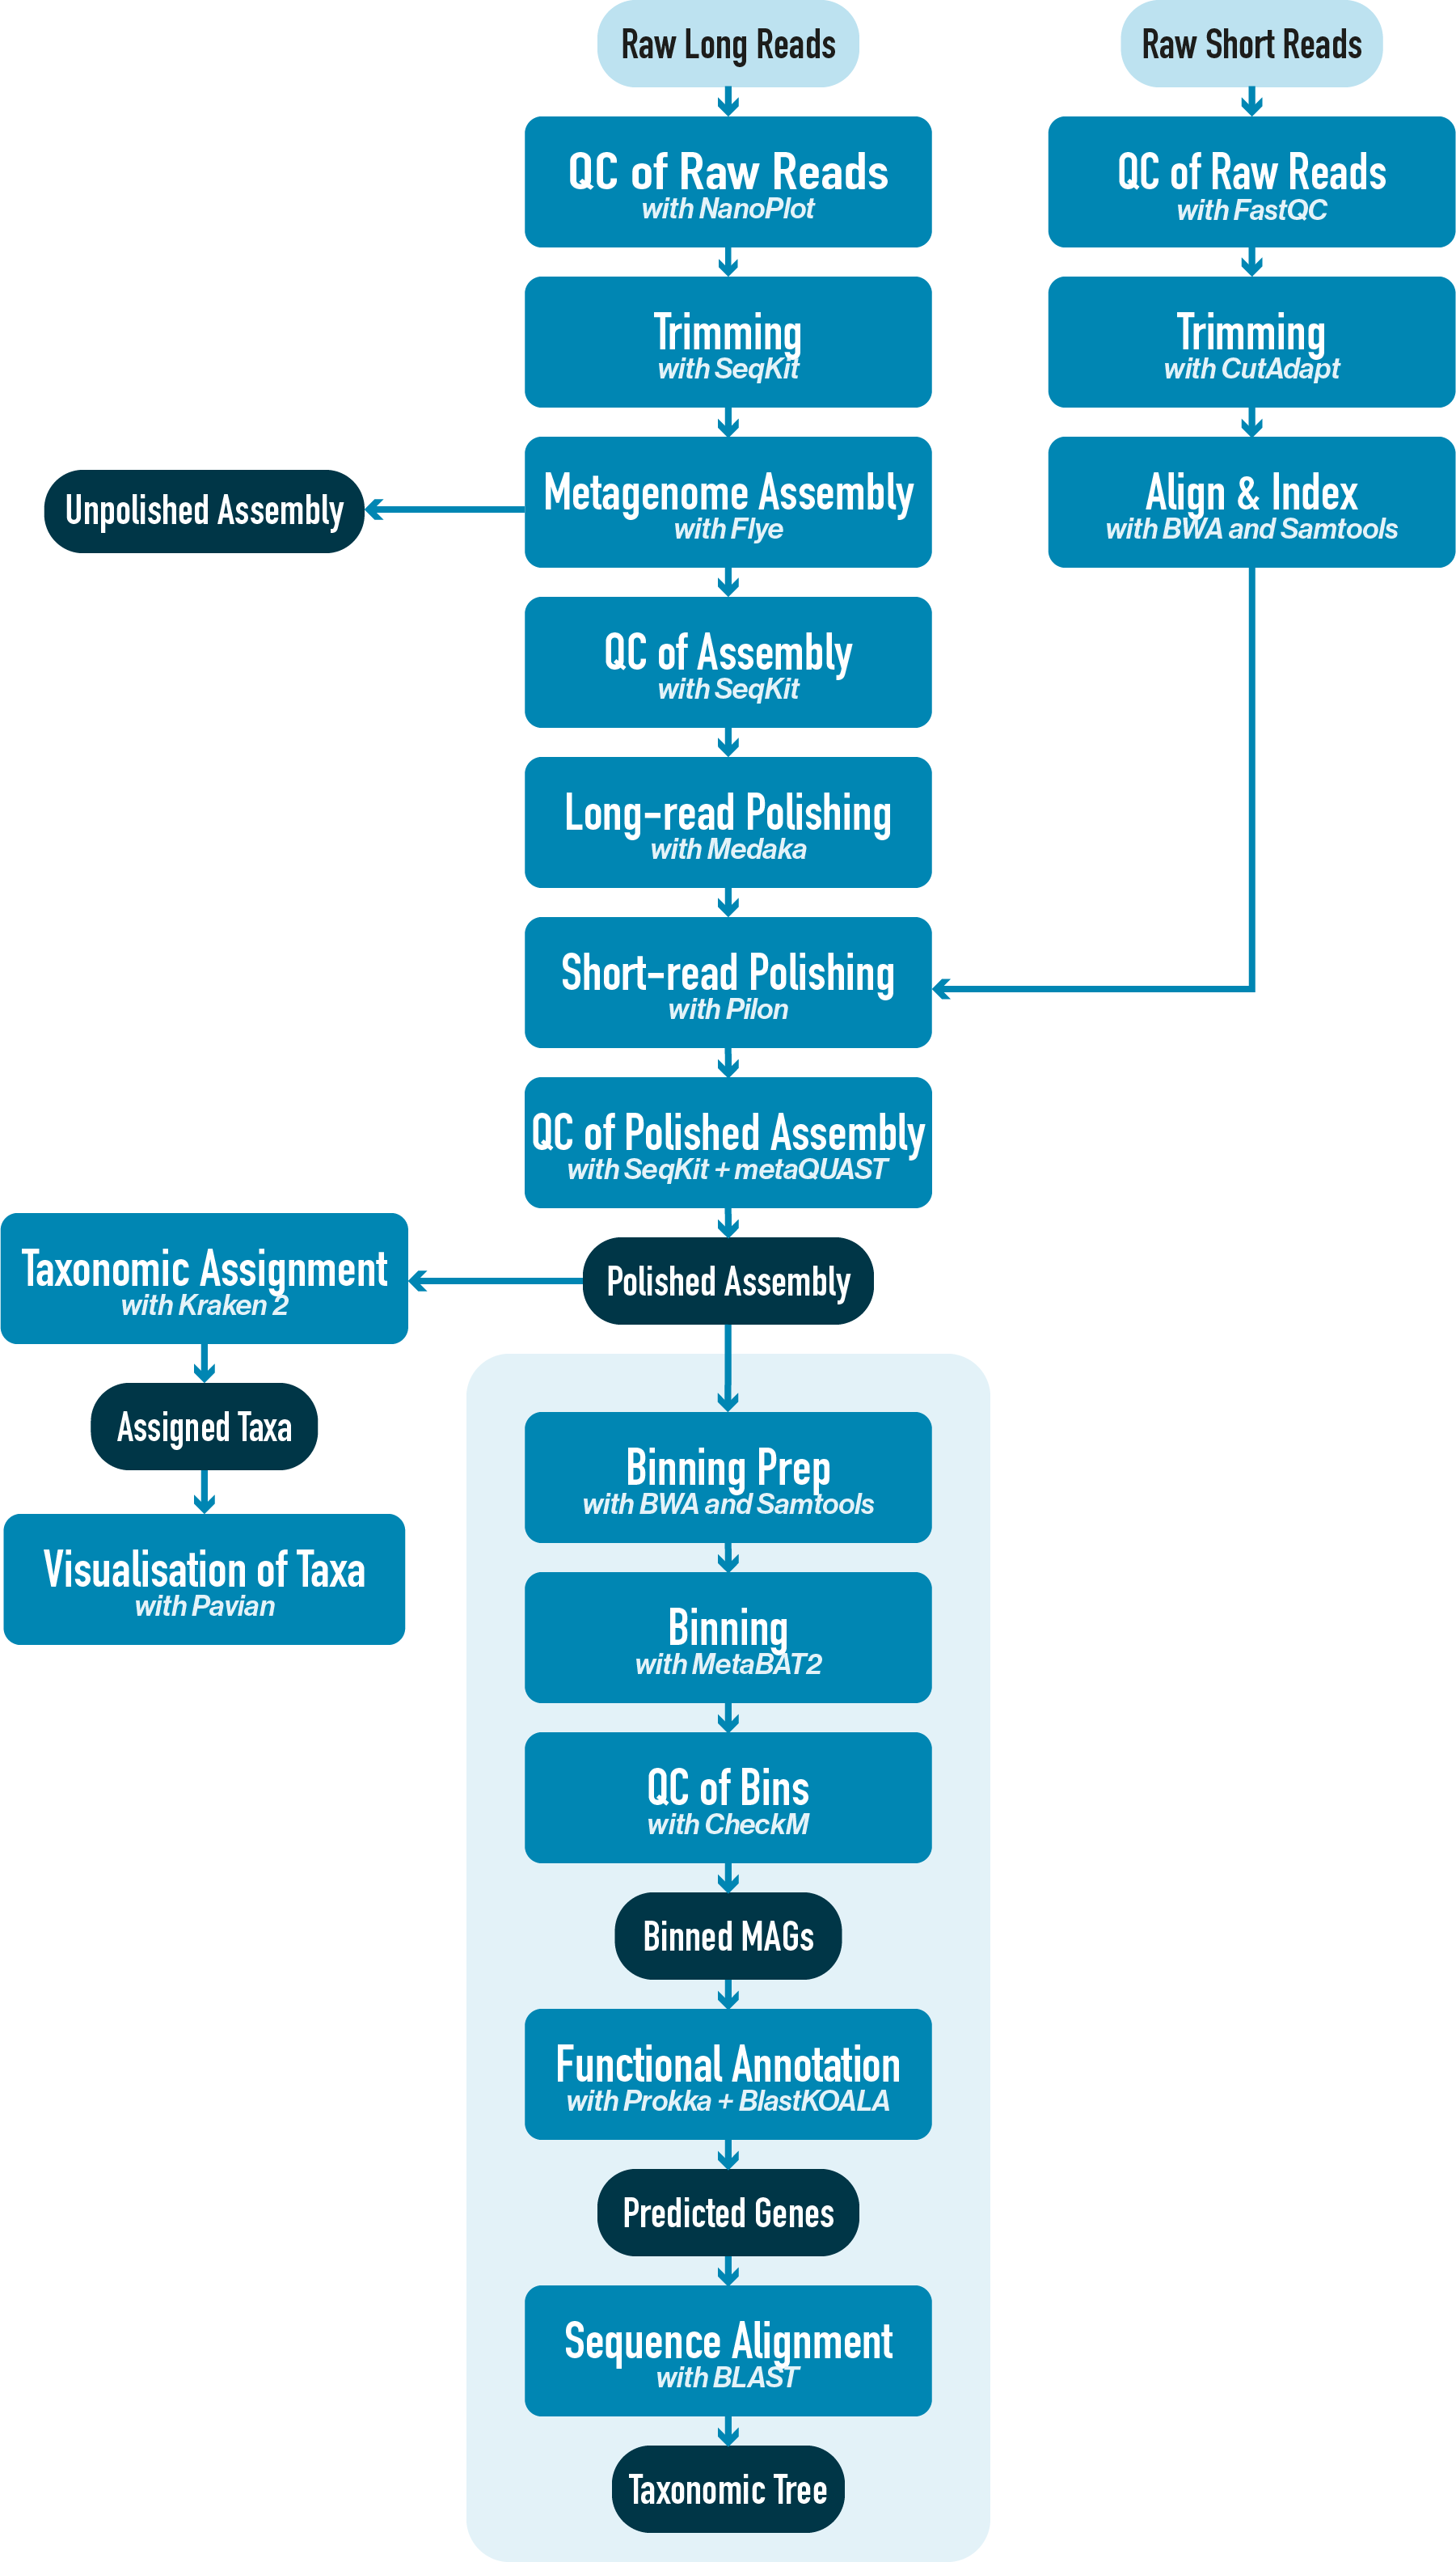 Raw Long Reads
Raw Short Reads
QC of Raw Reads
with NanoPlot
QC of Raw Reads
with FastQC
Trimming
with SeqKit
Trimming
with CutAdapt
Unpolished Assembly
Metagenome Assembly
with Flye
Align & Index
with BWA and Samtools
QC of Assembly
with SeqKit
Long-read Polishing
with Medaka
Short-read Polishing
with Pilon
QC of Polished Assembly
with SeqKit + metaQUAST
Taxonomic Assignment
with Kraken 2
Polished Assembly
Assigned Taxa
Visualisation of Taxa
with Pavian
Binning Prep
with BWA and Samtools
Binning
with MetaBAT2
QC of Bins
with CheckM
Binned MAGs
Functional Annotation
with Prokka + BlastKOALA
Predicted Genes
Sequence Alignment
with BLAST
Taxonomic Tree